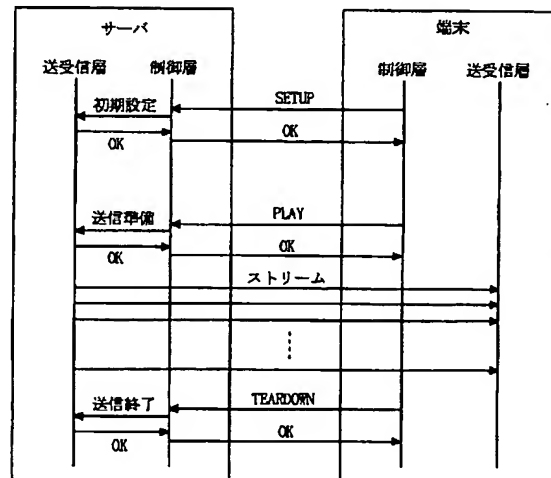 サーバ
端末
送受信層
制御層
制御層
送受信層
初期設定
SETUP
OK
OK
送信準備
PLAY
OK
OK
ストリーム
送信終了
TEARDOWN
OK
OK